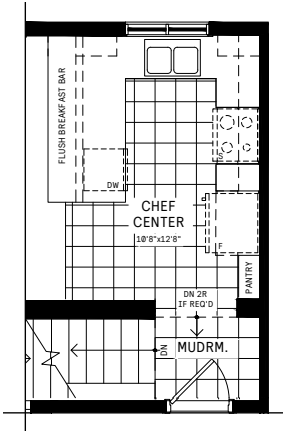 FLUSH BREAKFAST BAR
S
DW
CHEF
CENTER
10'8"x12'8"
F
PANTRY
DN 2R
IF REQ'D
DN
MUDRM.